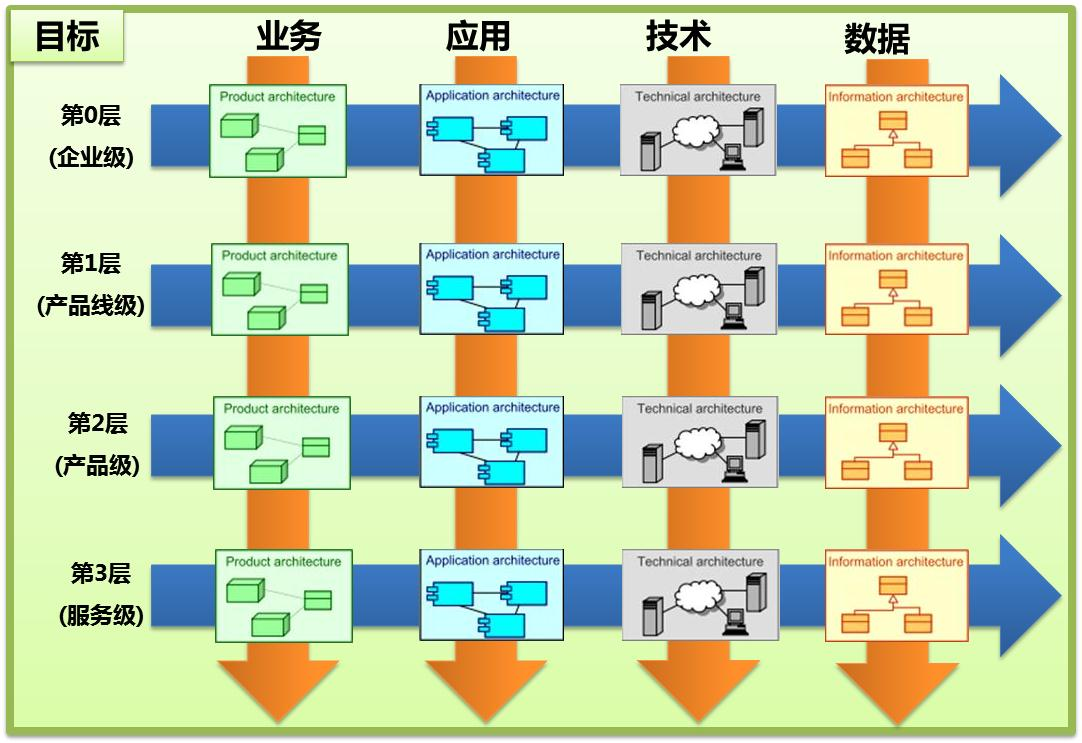 目标
业务
应用
技术
数据
第0层
(企业级)
Product architecture
Application architecture
Technical architecture
Information architecture
第1层
(产品线级)
Product architecture
Application architecture
Technical architecture
Information architecture
第2层
(产品级)
Product architecture
Application architecture
Technical architecture
Information architecture
第3层
(服务级)
Product architecture
Application architecture
Technical architecture
Information architecture